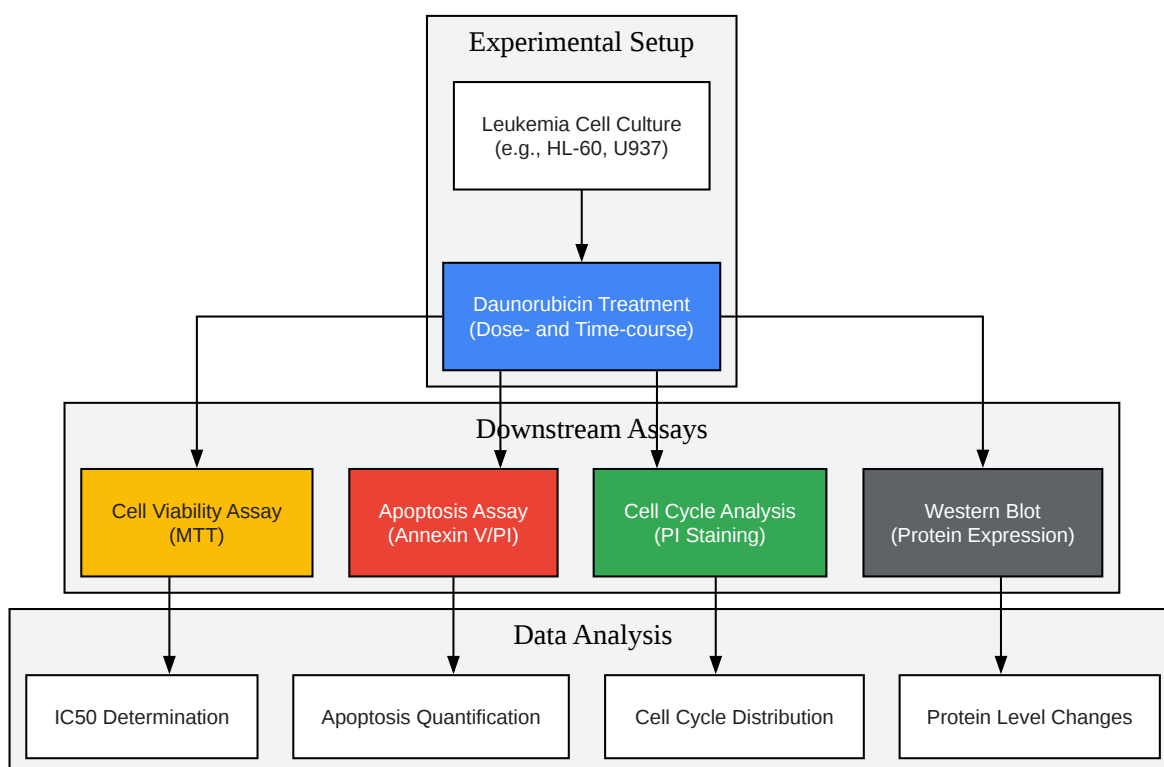 Experimental Setup
Leukemia Cell Culture
(e.g., HL-60, U937)
Daunorubicin Treatment
(Dose- and Time-course)
Downstream Assays
Cell Viability Assay
(MTT)
Apoptosis Assay
(Annexin V/PI)
Cell Cycle Analysis
(PI Staining)
Western Blot
(Protein Expression)
Data Analysis
IC50 Determination
Apoptosis Quantification
Cell Cycle Distribution
Protein Level Changes